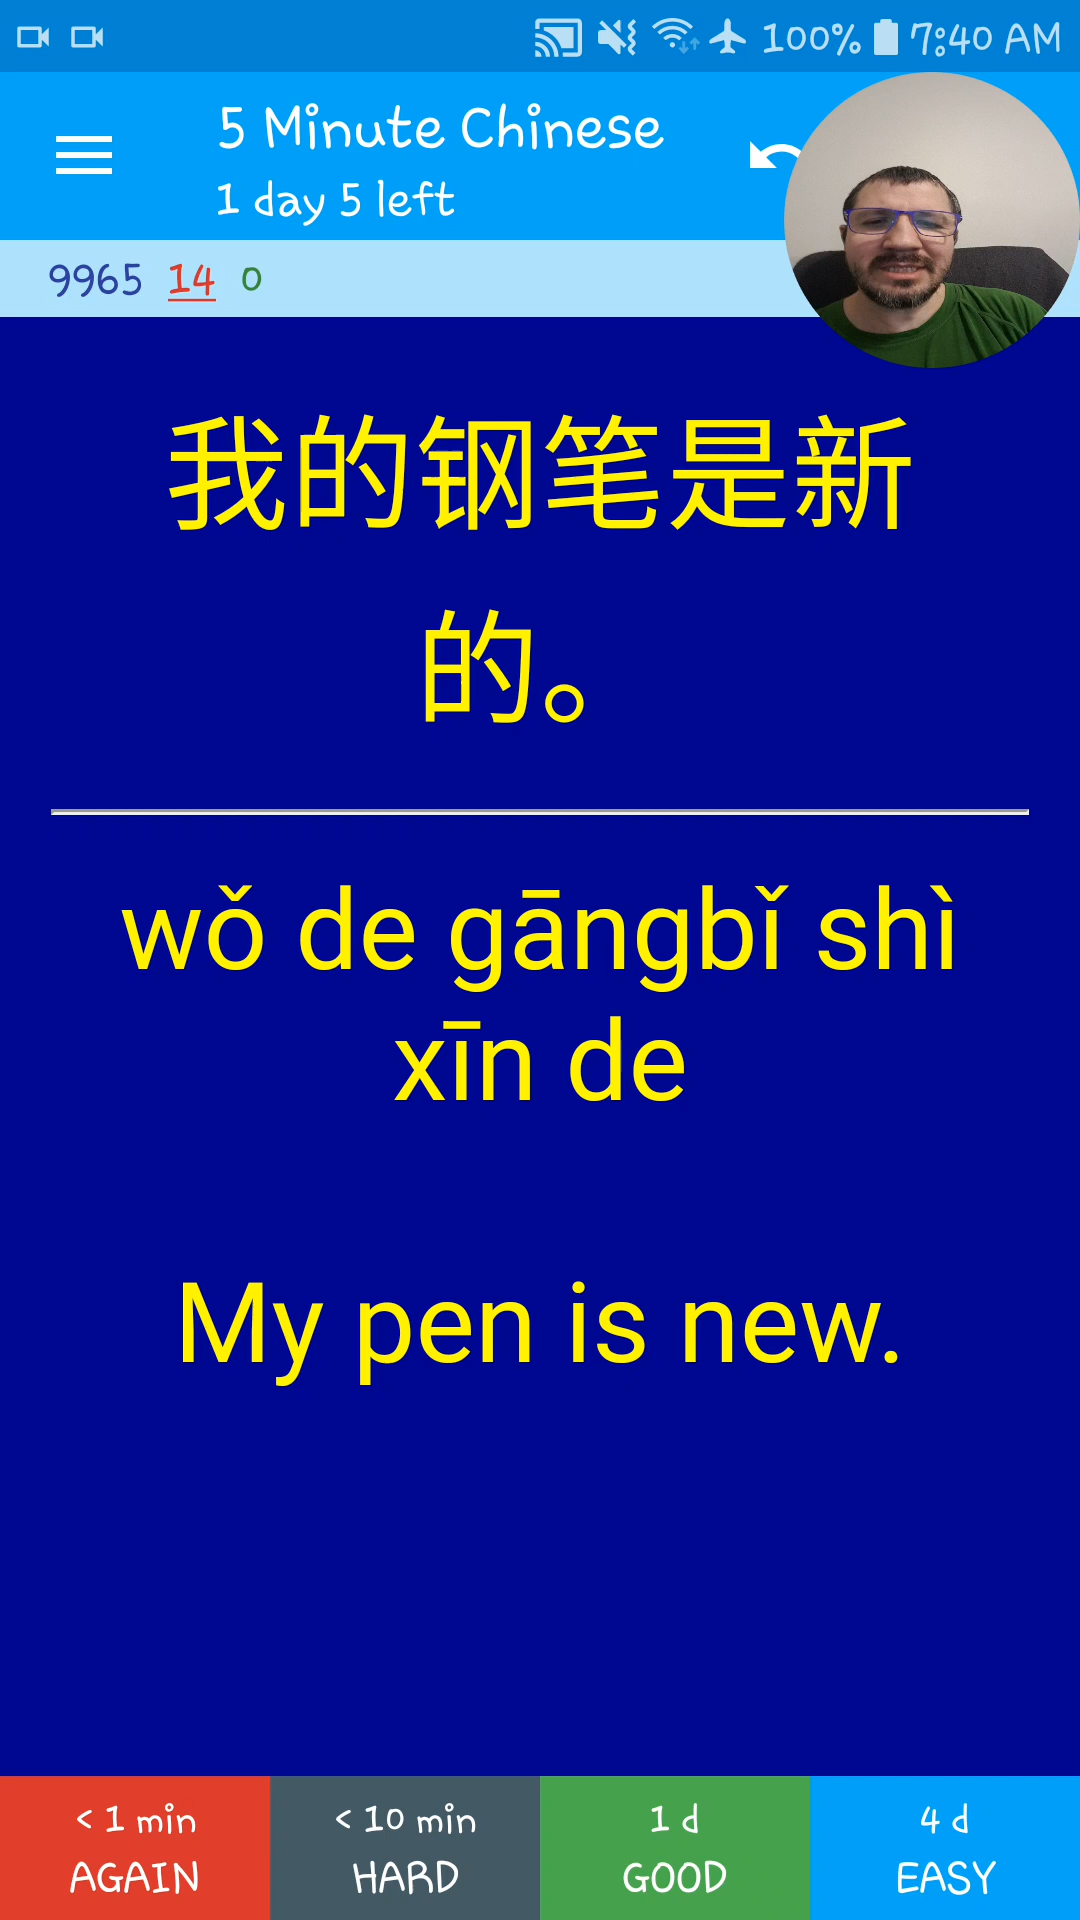 100% 7:40 AM
5 Minute Chinese
1 day 5 left
9965 14 0
我的钢笔是新
的。
wǒ de gāngbǐ shì
xīn de
My pen is new.
< 1 min < 10 min 1 d 4 d
AGAIN HARD GOOD EASY